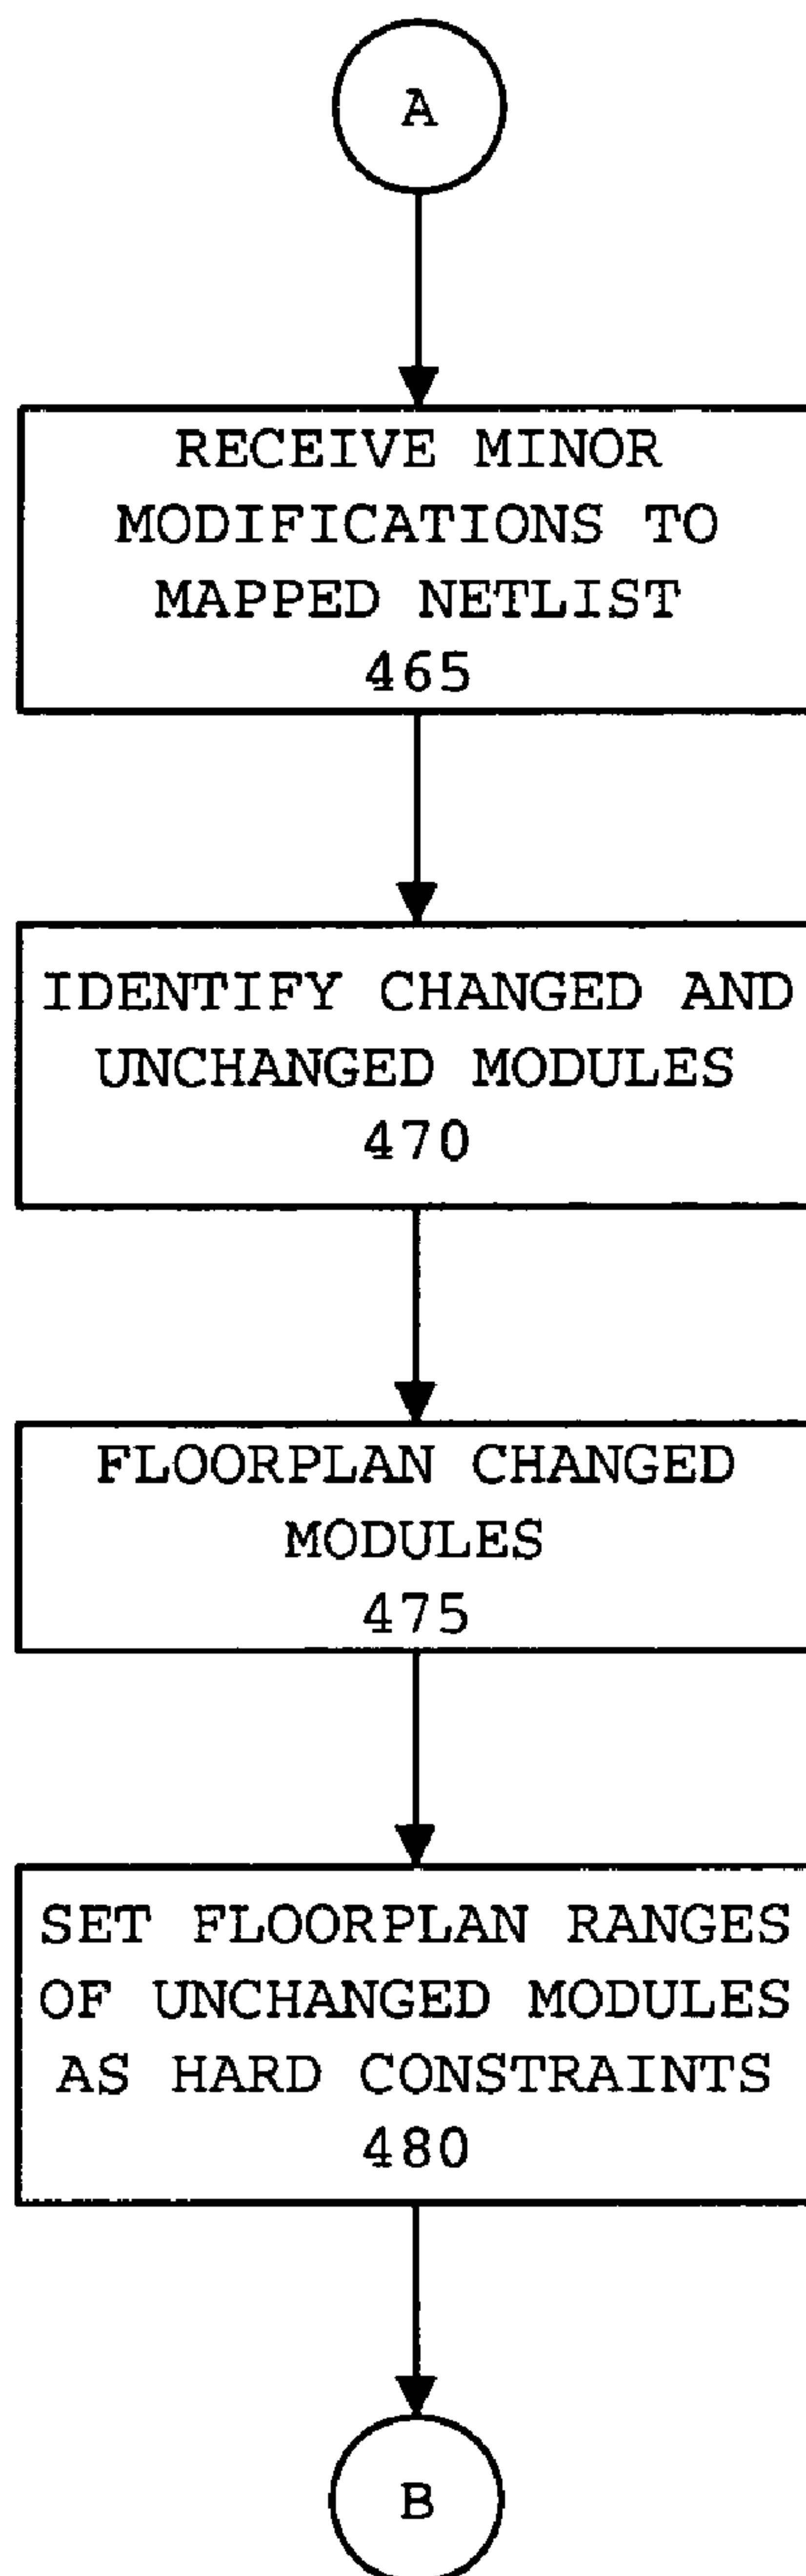 A
RECEIVE MINOR
MODIFICATIONS TO
MAPPED NETLIST
465
IDENTIFY CHANGED AND
UNCHANGED MODULES
470
FLOORPLAN CHANGED
MODULES
475
SET FLOORPLAN RANGES
OF UNCHANGED MODULES
AS HARD CONSTRAINTS
480
B